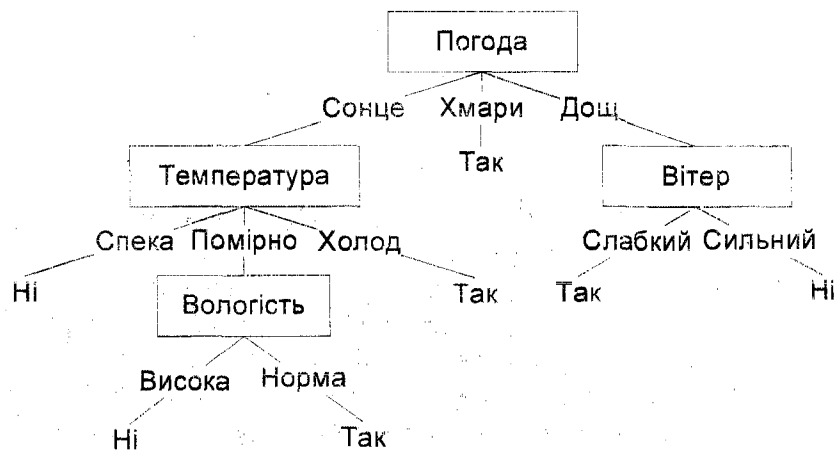 Погода
Сонце Хмари Дощ
Так
Температура Вітер
Спека Помірно Холод Слабкий Сильний
Ні Так Так Ні
Вологість
Висока Норма
Ні Так